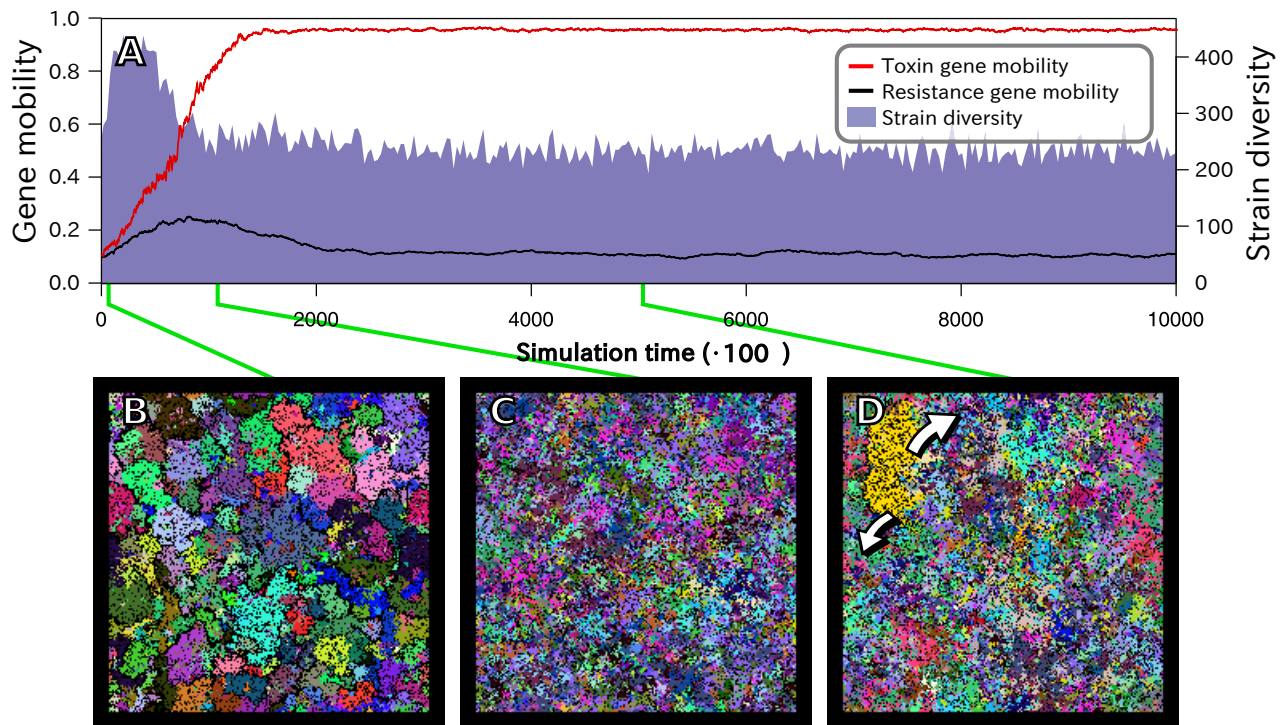 A
Gene mobility
1.0
0.8
0.6
0.4
0.2
0.0
Toxin gene mobility
Resistance gene mobility
Strain diversity
400
300
200
100
0
Strain diversity
0 2000 4000 6000 8000 10000
Simulation time (·100 )
B C D